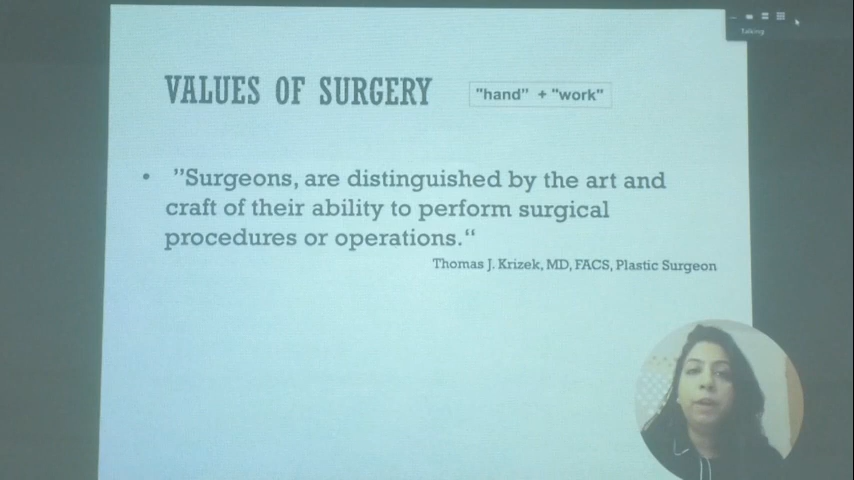 Talking
VALUES OF SURGERY
"hand" + "work"
• ”Surgeons, are distinguished by the art and
craft of their ability to perform surgical
procedures or operations.“
Thomas J. Krizek, MD, FACS, Plastic Surgeon